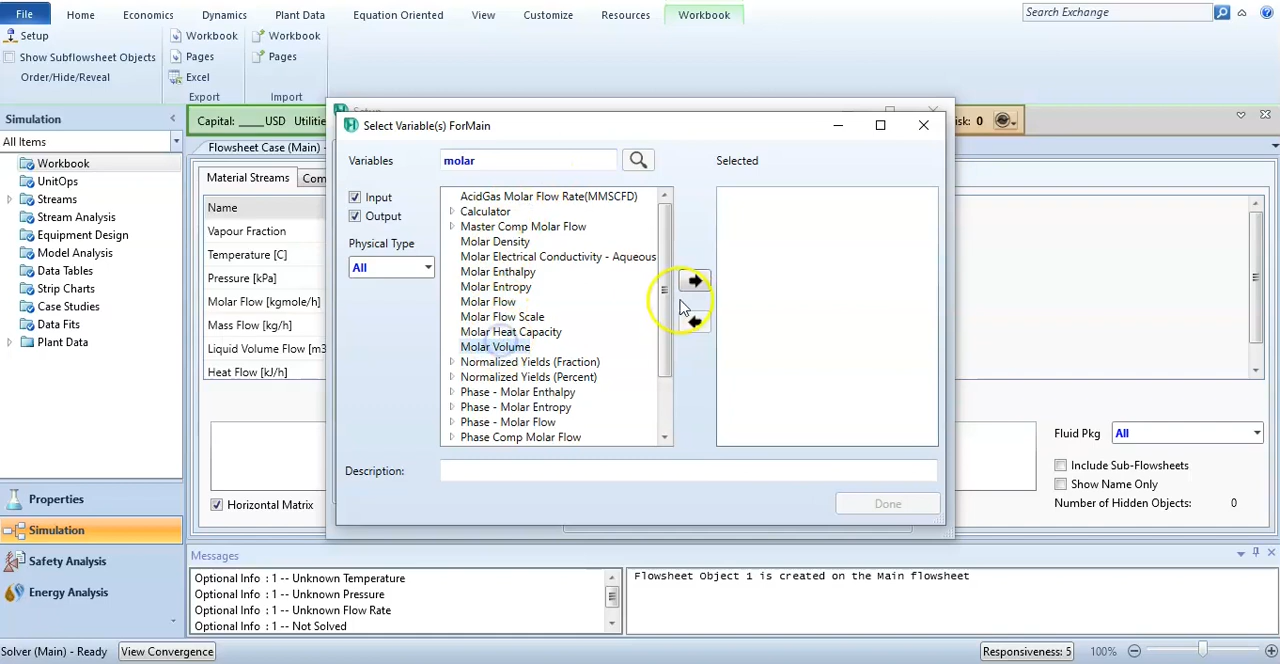 File Home Economics Dynamics Plant Data Equation Oriented View Customize Resources Workbook Search Exchange
Setup
Show Subflowsheet Objects
Order/Hide/Reveal
Workbook
Pages
Excel
Export
Workbook
Pages
Import
Simulation
All Items
Workbook
UnitOps
Streams
Stream Analysis
Equipment Design
Model Analysis
Data Tables
Strip Charts
Case Studies
Data Fits
Plant Data
Properties
Simulation
Safety Analysis
Energy Analysis
Capital: ____USD Utilitie
isk: 0
Flowsheet Case (Main) -
Material Streams Com
Name
Vapour Fraction
Temperature [C]
Pressure [kPa]
Molar Flow [kgmole/h]
Mass Flow [kg/h]
Liquid Volume Flow [m3
Heat Flow [kJ/h]
Horizontal Matrix
Select Variable(s) ForMain
Variables molar
Selected
Input
Output
Physical Type
All
AcidGas Molar Flow Rate(MMSCFD)
Calculator
Master Comp Molar Flow
Molar Density
Molar Electrical Conductivity - Aqueous
Molar Enthalpy
Molar Entropy
Molar Flow
Molar Flow Scale
Molar Heat Capacity
Molar Volume
Normalized Yields (Fraction)
Normalized Yields (Percent)
Phase - Molar Enthalpy
Phase - Molar Entropy
Phase - Molar Flow
Phase Comp Molar Flow
Description:
Done
Fluid Pkg All
Include Sub-Flowsheets
Show Name Only
Number of Hidden Objects: 0
Messages
Optional Info : 1 -- Unknown Temperature
Optional Info : 1 -- Unknown Pressure
Optional Info : 1 -- Unknown Flow Rate
Optional Info : 1 -- Not Solved
Flowsheet Object 1 is created on the Main flowsheet
Solver (Main) - Ready View Convergence Responsiveness: 5 100%